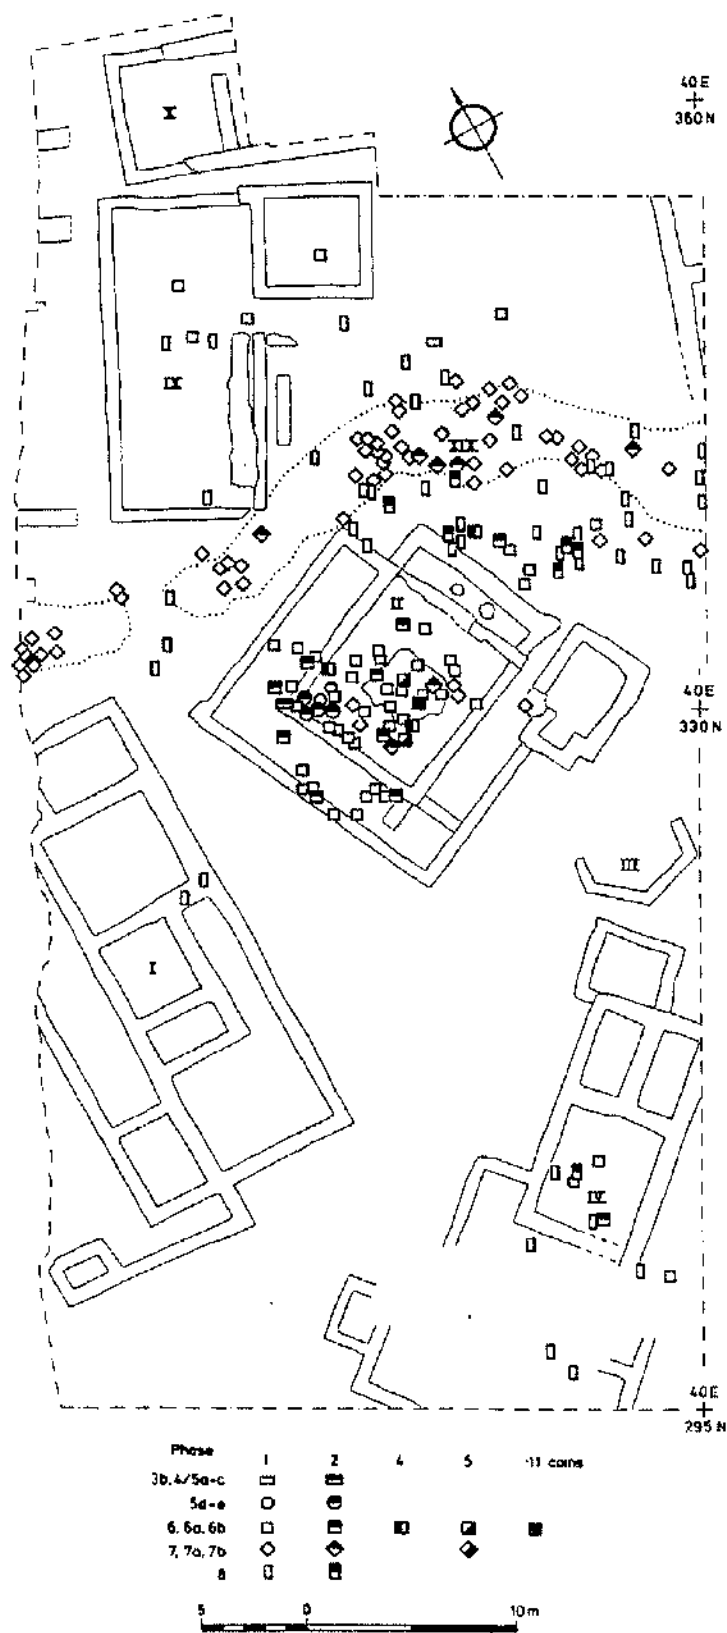 X
40E
360N
IX
XIX
II
40E
330N
III
I
IV
40E
295N
Phase 1 2 4 5 11 coins
3b,4/5a-c
5d-e
6,6a,6b
7,7a,7b
8
5 0 10m